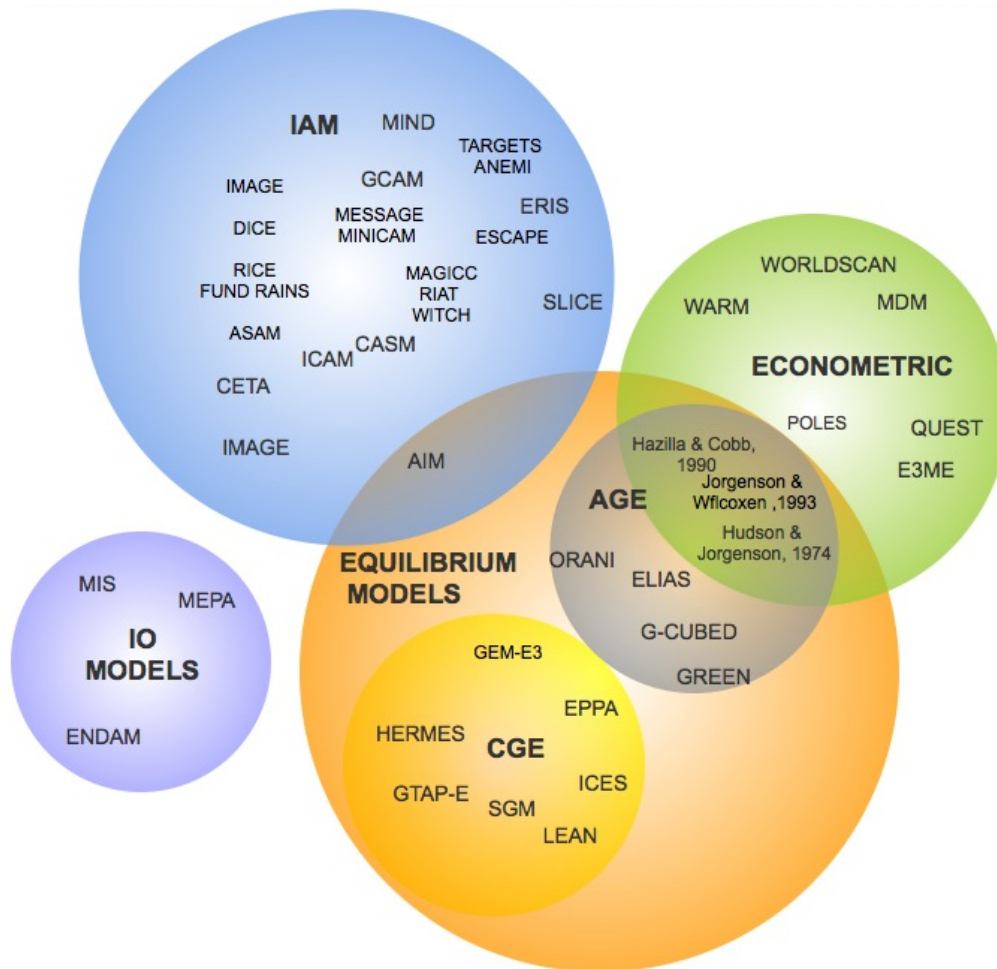 IAM
MIND
TARGETS
ANEMI
IMAGE
GCAM
ERIS
DICE
MESSAGE
MINICAM
ESCAPE
RICE
FUND RAINS
MAGICC
RIAT
WITCH
SLICE
ASAM
ICAM
CASM
CETA
IMAGE
AIM
WORLDSCAN
WARM
MDM
ECONOMETRIC
POLES
QUEST
E3ME
Hazilla & Cobb,
1990
Jorgenson &
Wflcoxen ,1993
Hudson &
Jorgenson, 1974
AGE
ORANI
ELIAS
G-CUBED
GREEN
EQUILIBRIUM
MODELS
MIS
MEPA
IO
MODELS
ENDAM
GEM-E3
EPPA
HERMES
CGE
ICES
GTAP-E
SGM
LEAN